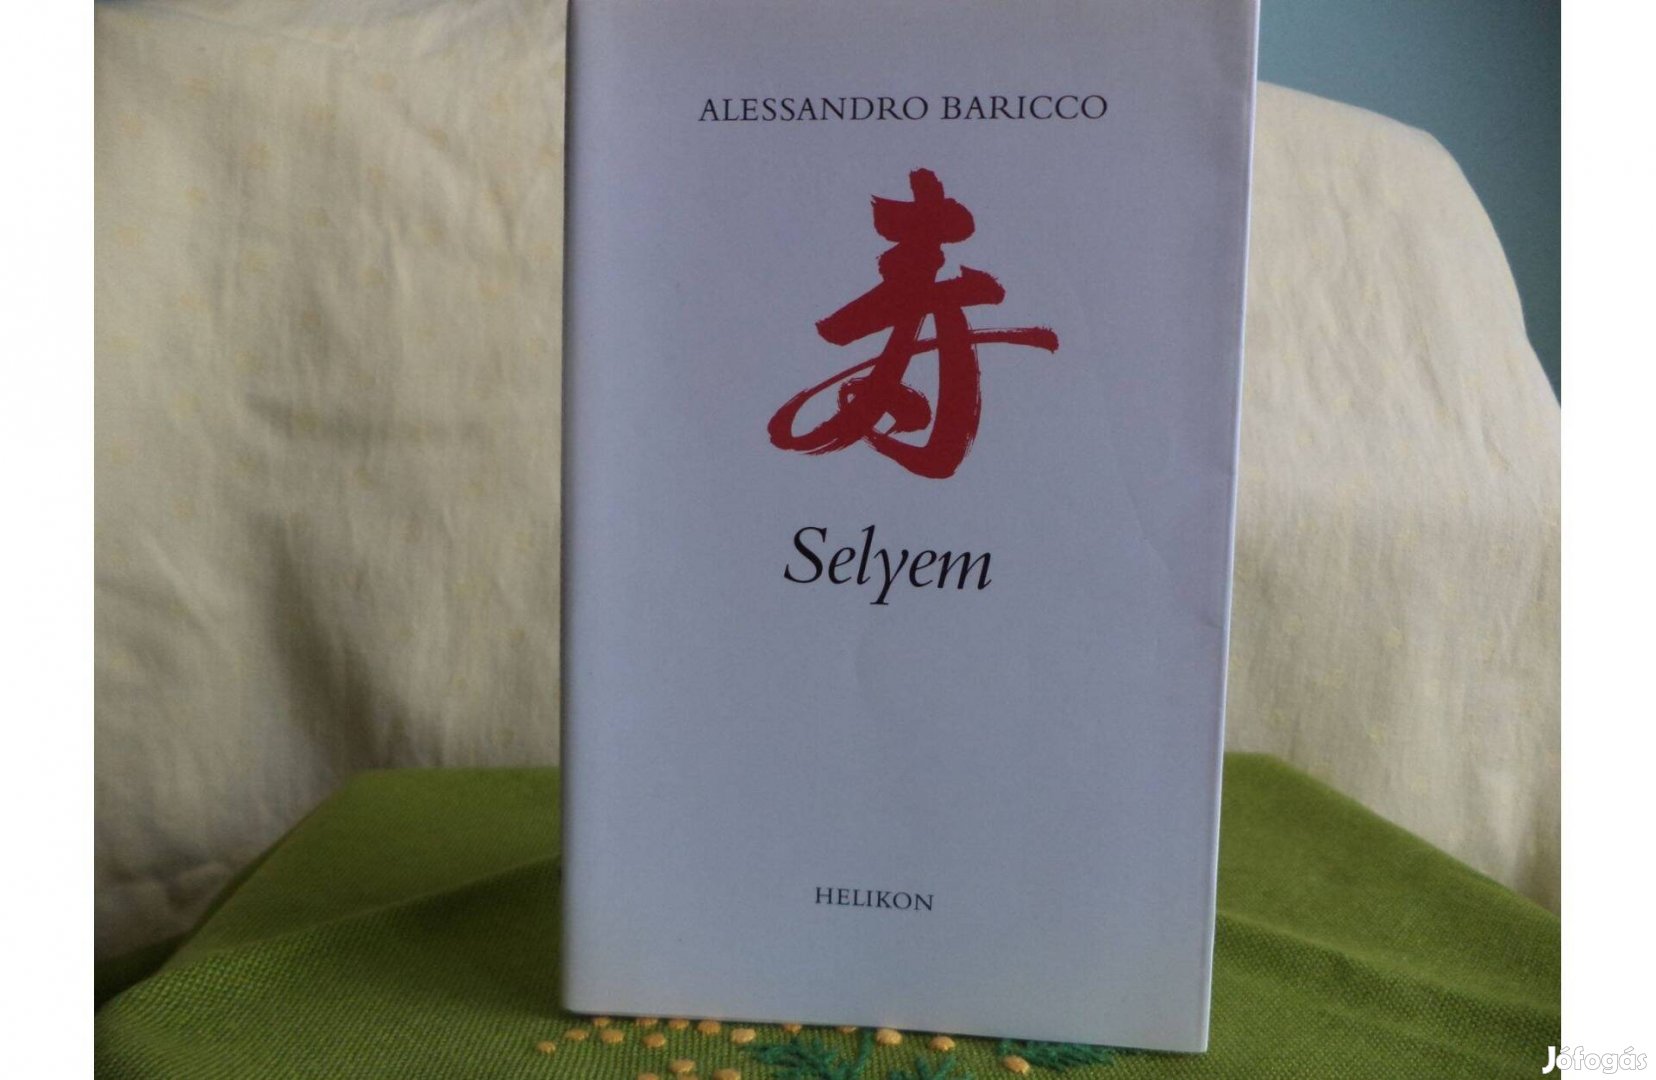 ALESSANDRO BARICCO
寿
Selyem
HELIKON
Jófogás